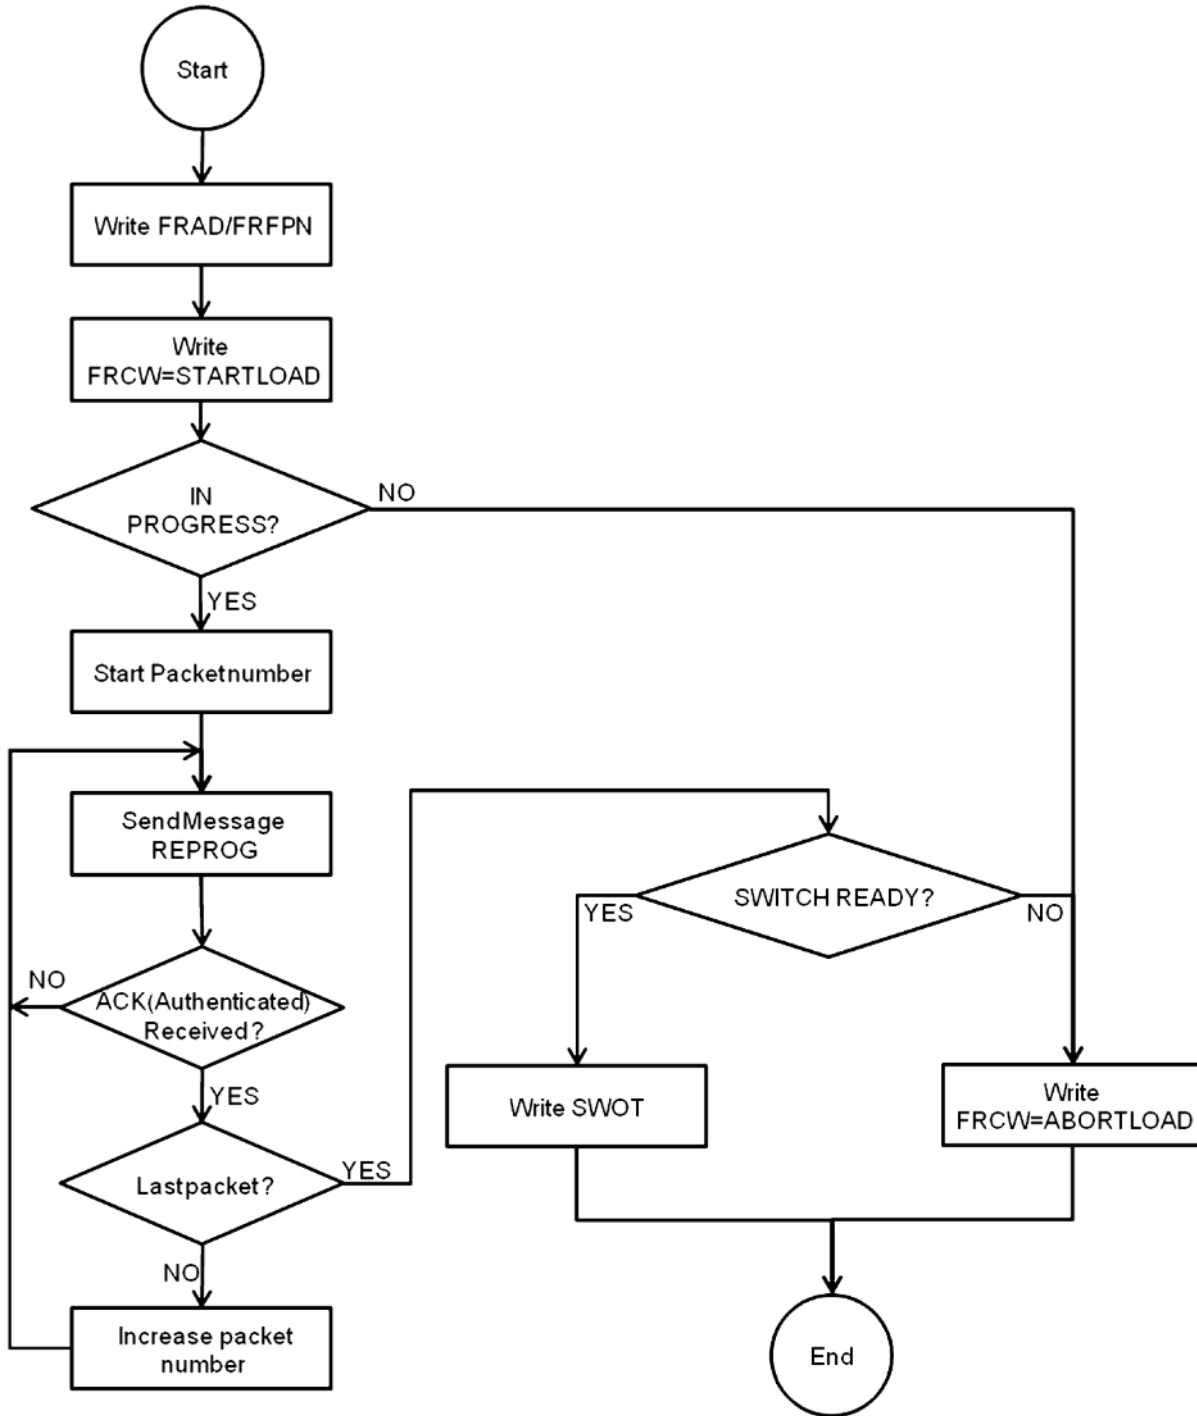 Start
Write FRAD/FRFPN
Write
FRCW=STARTLOAD
IN
PROGRESS?
NO
YES
Start Packetnumber
SendMessage
REPROG
SWITCH READY?
YES
NO
NO
ACK(Authenticated)
Received?
YES
Write SWOT
Write
FRCW=ABORTLOAD
Lastpacket?
YES
NO
Increase packet
number
End